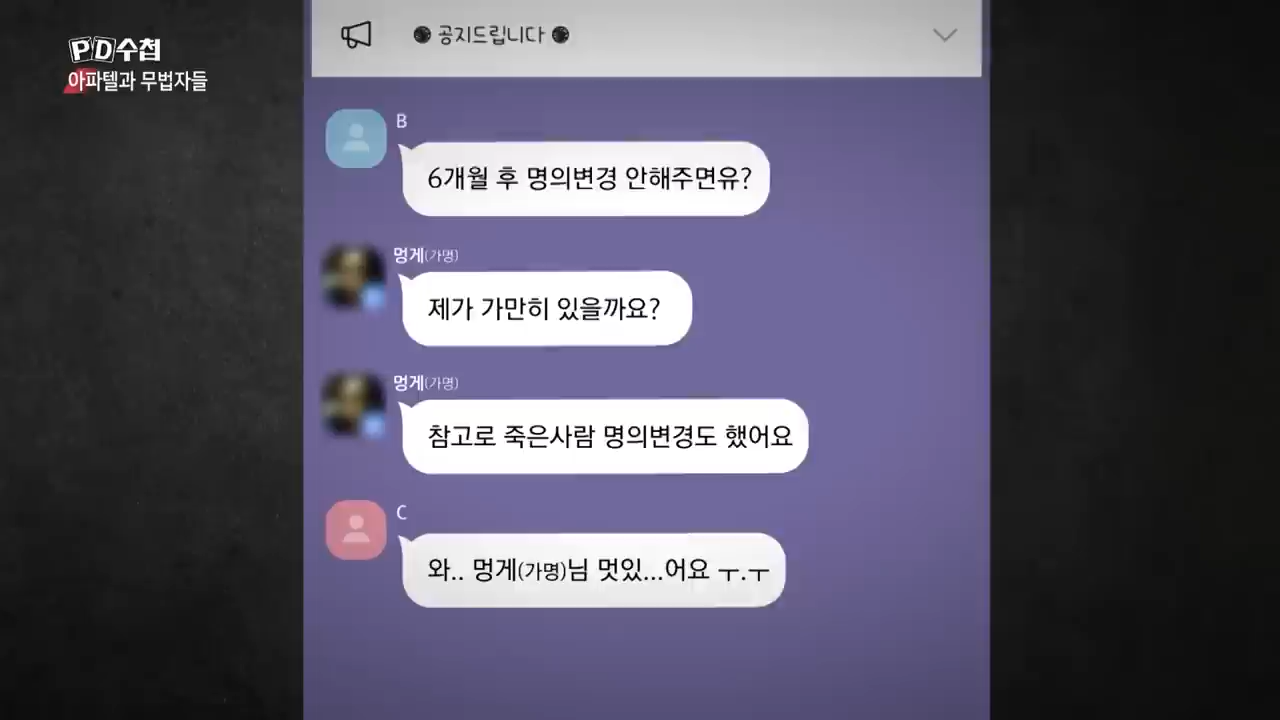 PD수첩
아파텔과 무법자들
공지드립니다
B
6개월 후 명의변경 안해주면유?
멍게(가명)
제가 가만히 있을까요?
멍게(가명)
참고로 죽은사람 명의변경도 했어요
C
와.. 멍게(가명)님 멋있...어요 ㅜ.ㅜ